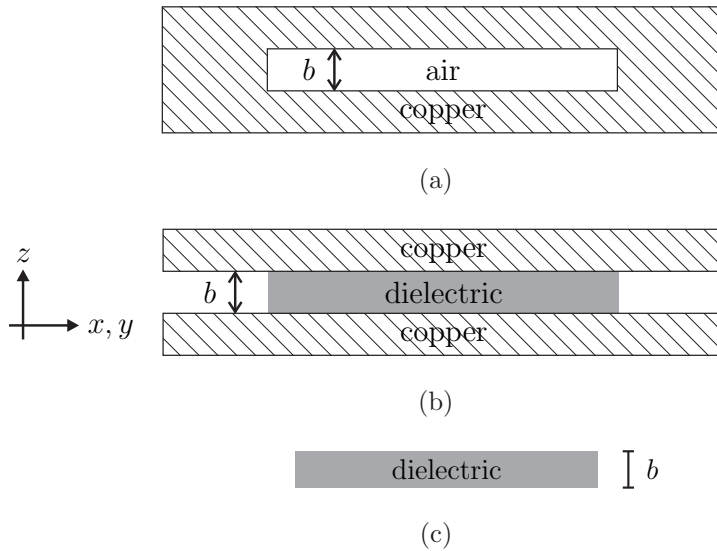 b
air
copper
(a)
copper
z
b
dielectric
x, y
copper
(b)
dielectric
b
(c)